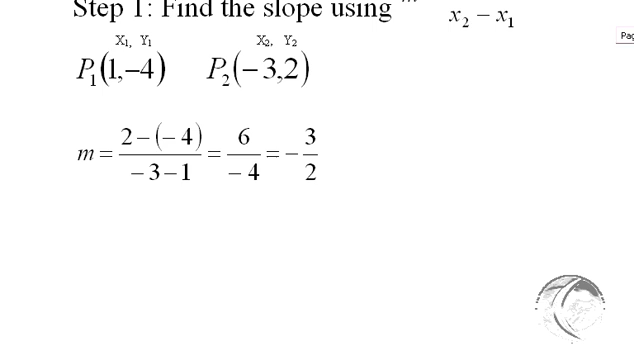 Step 1: Find the slope using m x₂ − x₁
Pag
X₁, Y₁ X₂, Y₂
P₁(1,−4) P₂(−3,2)
m = (2−(−4))/(−3−1) = 6/(−4) = −3/2